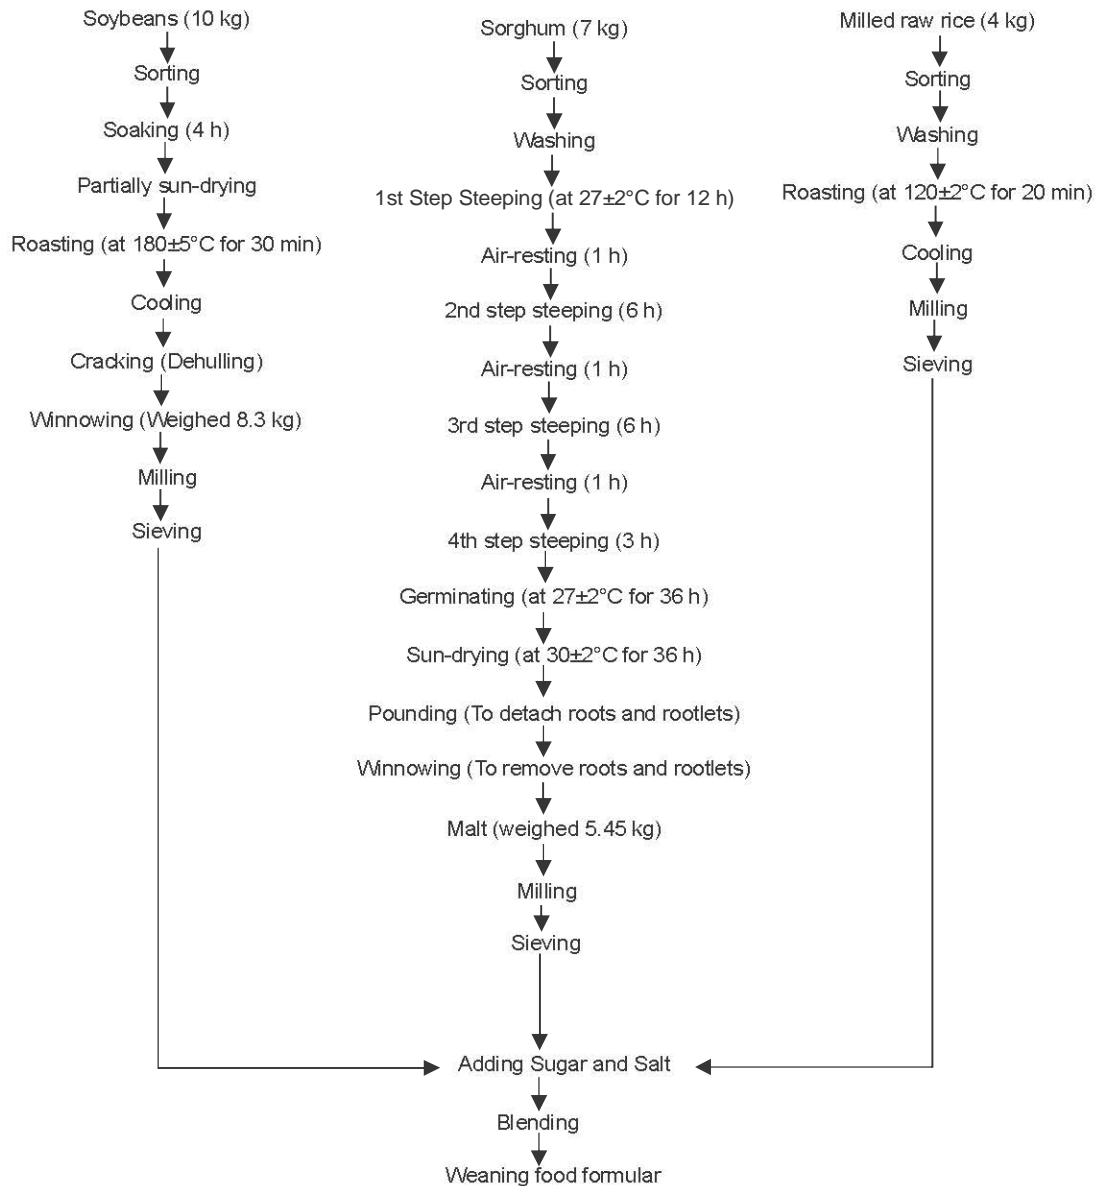 Soybeans (10 kg)
Sorting
Soaking (4 h)
Partially sun-drying
Roasting (at 180±5°C for 30 min)
Cooling
Cracking (Dehulling)
Winnowing (Weighed 8.3 kg)
Milling
Sieving
Sorghum (7 kg)
Sorting
Washing
1st Step Steeping (at 27±2°C for 12 h)
Air-resting (1 h)
2nd step steeping (6 h)
Air-resting (1 h)
3rd step steeping (6 h)
Air-resting (1 h)
4th step steeping (3 h)
Germinating (at 27±2°C for 36 h)
Sun-drying (at 30±2°C for 36 h)
Pounding (To detach roots and rootlets)
Winnowing (To remove roots and rootlets)
Malt (weighed 5.45 kg)
Milling
Sieving
Milled raw rice (4 kg)
Sorting
Washing
Roasting (at 120±2°C for 20 min)
Cooling
Milling
Sieving
Adding Sugar and Salt
Blending
Weaning food formular